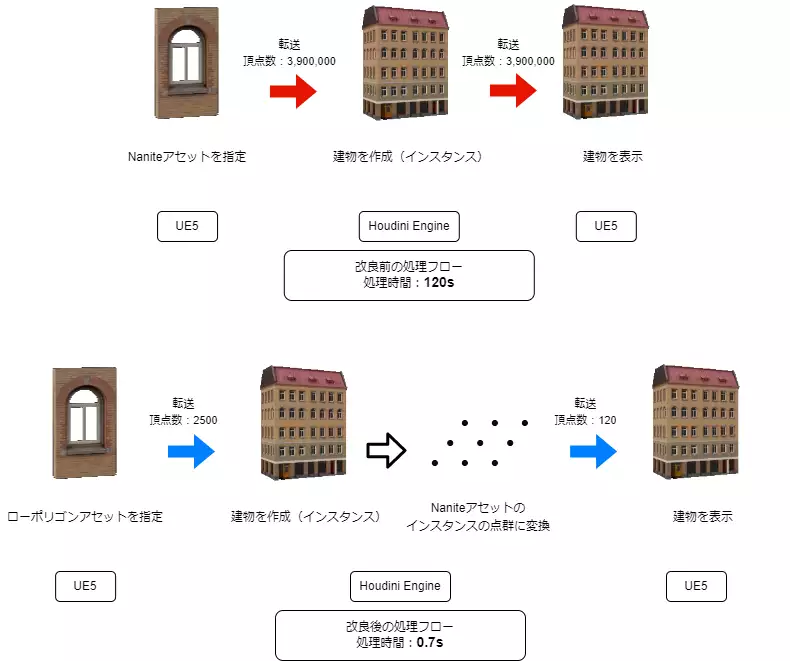 転送
頂点数：3,900,000
転送
頂点数：3,900,000
Naniteアセットを指定
建物を作成（インスタンス）
建物を表示
UE5
Houdini Engine
UE5
改良前の処理フロー
処理時間：120s
転送
頂点数：2500
転送
頂点数：120
ローポリゴンアセットを指定
建物を作成（インスタンス）
Naniteアセットの
インスタンスの点群に変換
建物を表示
UE5
Houdini Engine
UE5
改良後の処理フロー
処理時間：0.7s